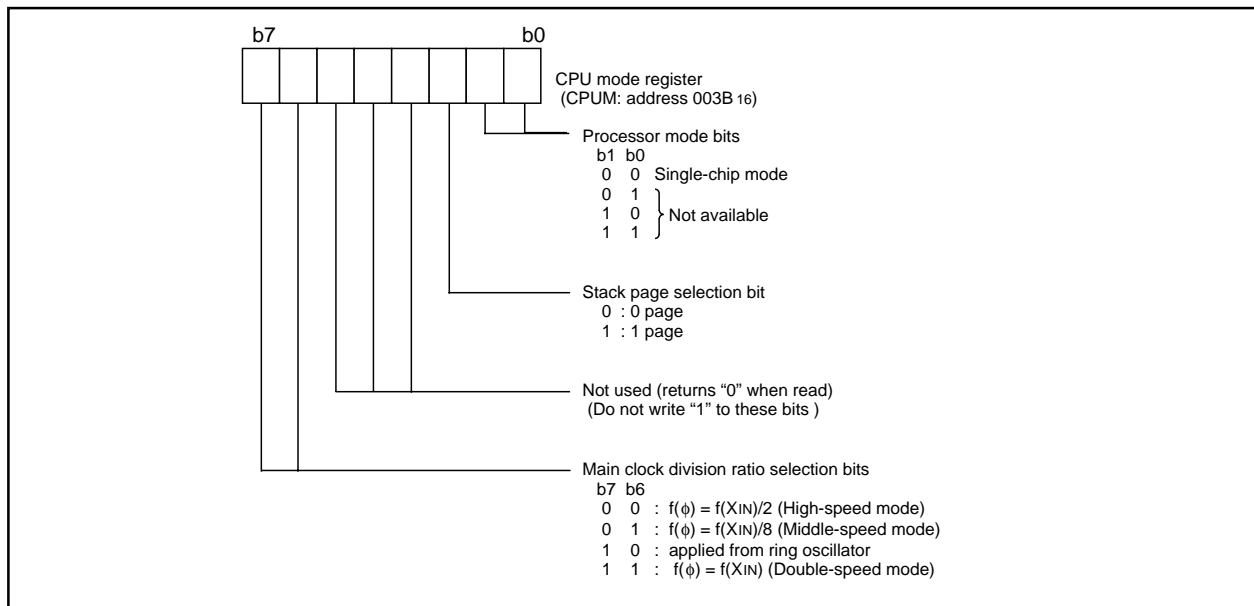 b7 b0
CPU mode register
(CPUM: address 003B 16)
Processor mode bits
b1 b0
0 0 Single-chip mode
0 1
1 0 Not available
1 1
Stack page selection bit
0 : 0 page
1 : 1 page
Not used (returns “0” when read)
(Do not write “1” to these bits )
Main clock division ratio selection bits
b7 b6
0 0 : f(ϕ) = f(XIN)/2 (High-speed mode)
0 1 : f(ϕ) = f(XIN)/8 (Middle-speed mode)
1 0 : applied from ring oscillator
1 1 : f(ϕ) = f(XIN) (Double-speed mode)